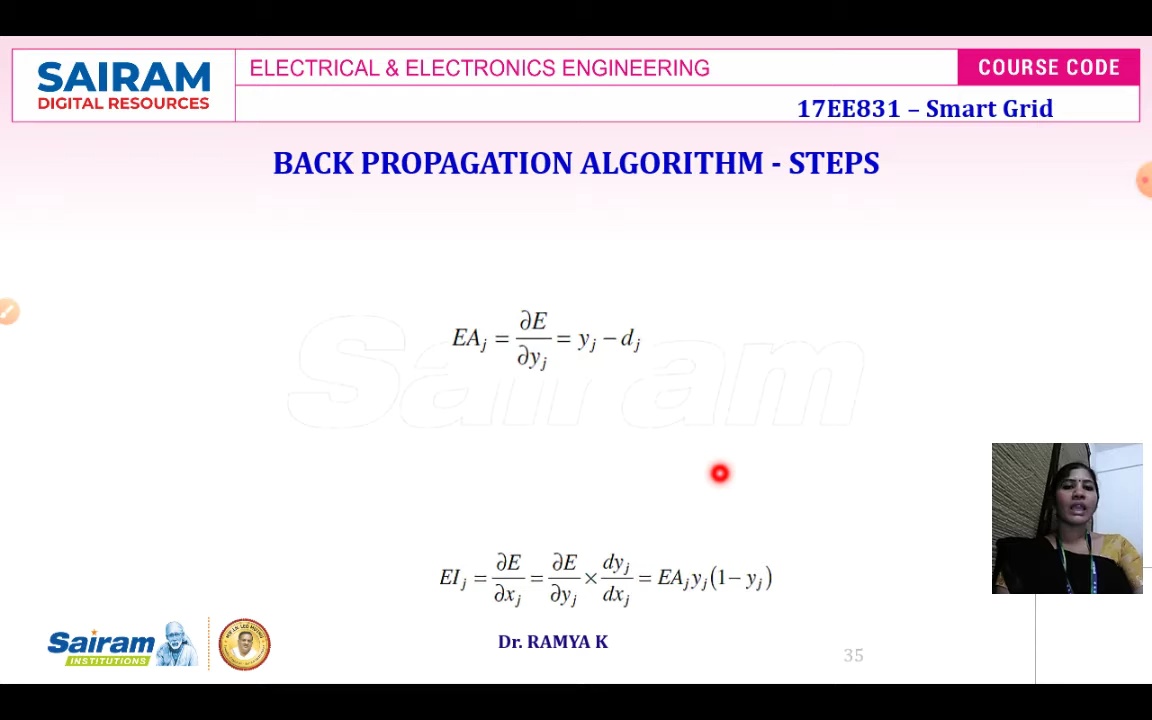 SAIRAM
DIGITAL RESOURCES
ELECTRICAL & ELECTRONICS ENGINEERING
COURSE CODE
17EE831 – Smart Grid
BACK PROPAGATION ALGORITHM - STEPS
EA_j = ∂E/∂y_j = y_j − d_j
Sairam
EI_j = ∂E/∂x_j = ∂E/∂y_j × dy_j/dx_j = EA_j y_j (1 − y_j)
Sairam
INSTITUTIONS
Dr. RAMYA K
35